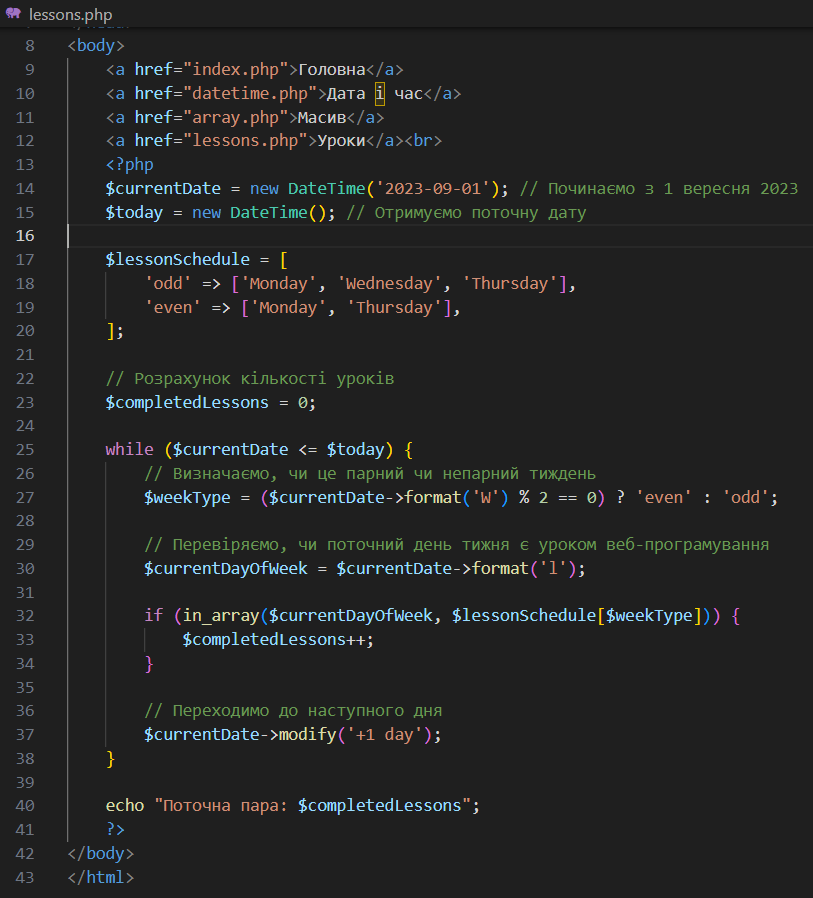 lessons.php
8 <body>
9 <a href="index.php">Головна</a>
10 <a href="datetime.php">Дата і час</a>
11 <a href="array.php">Масив</a>
12 <a href="lessons.php">Уроки</a><br>
13 <?php
14 $currentDate = new DateTime('2023-09-01'); // Починаємо з 1 вересня 2023
15 $today = new DateTime(); // Отримуємо поточну дату
16
17 $lessonSchedule = [
18 'odd' => ['Monday', 'Wednesday', 'Thursday'],
19 'even' => ['Monday', 'Thursday'],
20 ];
21
22 // Розрахунок кількості уроків
23 $completedLessons = 0;
24
25 while ($currentDate <= $today) {
26 // Визначаємо, чи це парний чи непарний тиждень
27 $weekType = ($currentDate->format('W') % 2 == 0) ? 'even' : 'odd';
28
29 // Перевіряємо, чи поточний день тижня є уроком веб-програмування
30 $currentDayOfWeek = $currentDate->format('l');
31
32 if (in_array($currentDayOfWeek, $lessonSchedule[$weekType])) {
33 $completedLessons++;
34 }
35
36 // Переходимо до наступного дня
37 $currentDate->modify('+1 day');
38 }
39
40 echo "Поточна пара: $completedLessons";
41 ?>
42 </body>
43 </html>